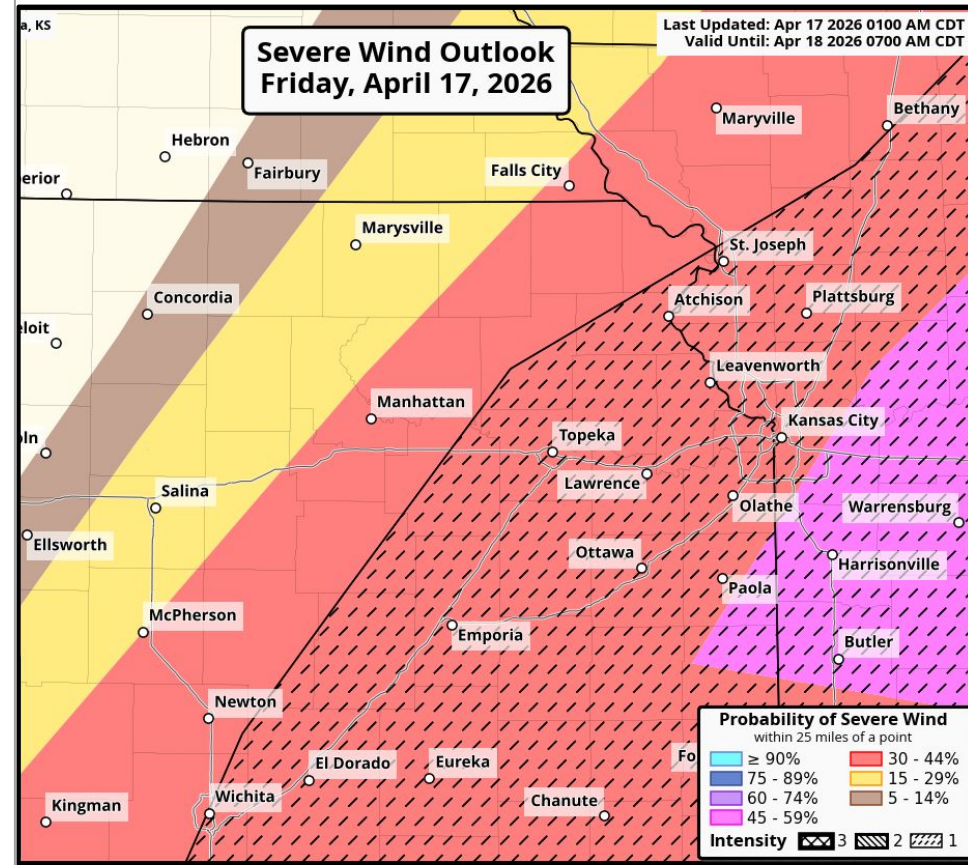 a, KS
Last Updated: Apr 17 2026 0100 AM CDT
Valid Until: Apr 18 2026 0700 AM CDT
Severe Wind Outlook
Friday, April 17, 2026
Bethany
Maryville
Hebron
Fairbury
Falls City
erior
Marysville
St. Joseph
Concordia
Atchison
Plattsburg
eloit
Leavenworth
Manhattan
Kansas City
Topeka
oln
Lawrence
Salina
Olathe
Warrensburg
Ellsworth
Ottawa
Harrisonville
Paola
McPherson
Emporia
Butler
Newton
El Dorado
Eureka
Fo
Wichita
Kingman
Chanute
Probability of Severe Wind
within 25 miles of a point
≥ 90%
30 - 44%
75 - 89%
15 - 29%
60 - 74%
5 - 14%
45 - 59%
Intensity 3 2 1